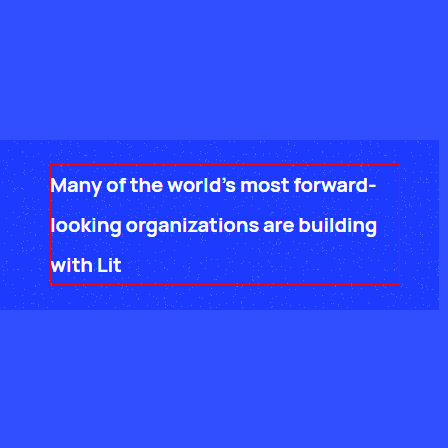 Many of the world's most forward-
looking organizations are building
with Lit